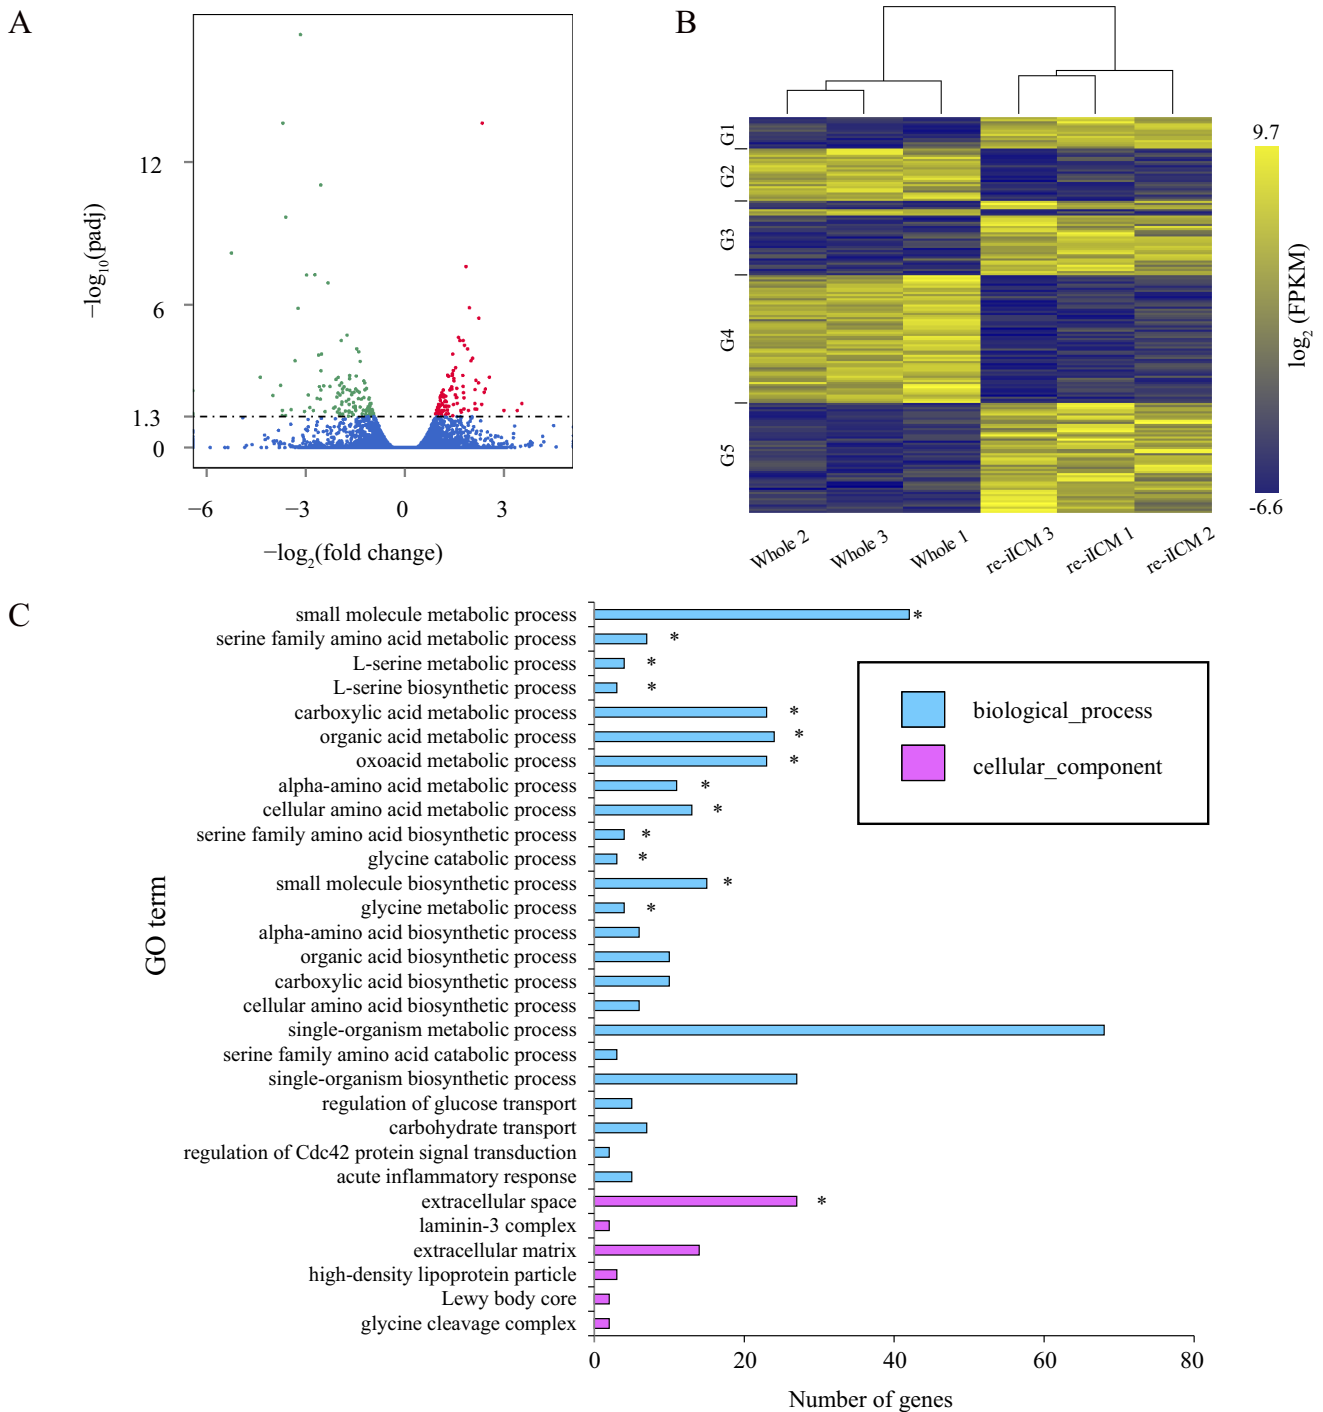 A
−log10(padj)
12
6
1.3
0
−6
−3
0
3
−log2(fold change)
B
G1
G2
G3
G4
G5
Whole 2
Whole 3
Whole 1
re-iICM 3
re-iICM 1
re-iICM 2
9.7
-6.6
log2 (FPKM)
C
GO term
small molecule metabolic process *
serine family amino acid metabolic process *
L-serine metabolic process *
L-serine biosynthetic process *
carboxylic acid metabolic process *
organic acid metabolic process *
oxoacid metabolic process *
alpha-amino acid metabolic process *
cellular amino acid metabolic process *
serine family amino acid biosynthetic process *
glycine catabolic process *
small molecule biosynthetic process *
glycine metabolic process *
alpha-amino acid biosynthetic process
organic acid biosynthetic process
carboxylic acid biosynthetic process
cellular amino acid biosynthetic process
single-organism metabolic process
serine family amino acid catabolic process
single-organism biosynthetic process
regulation of glucose transport
carbohydrate transport
regulation of Cdc42 protein signal transduction
acute inflammatory response
extracellular space *
laminin-3 complex
extracellular matrix
high-density lipoprotein particle
Lewy body core
glycine cleavage complex
0
20
40
60
80
Number of genes
biological_process
cellular_component